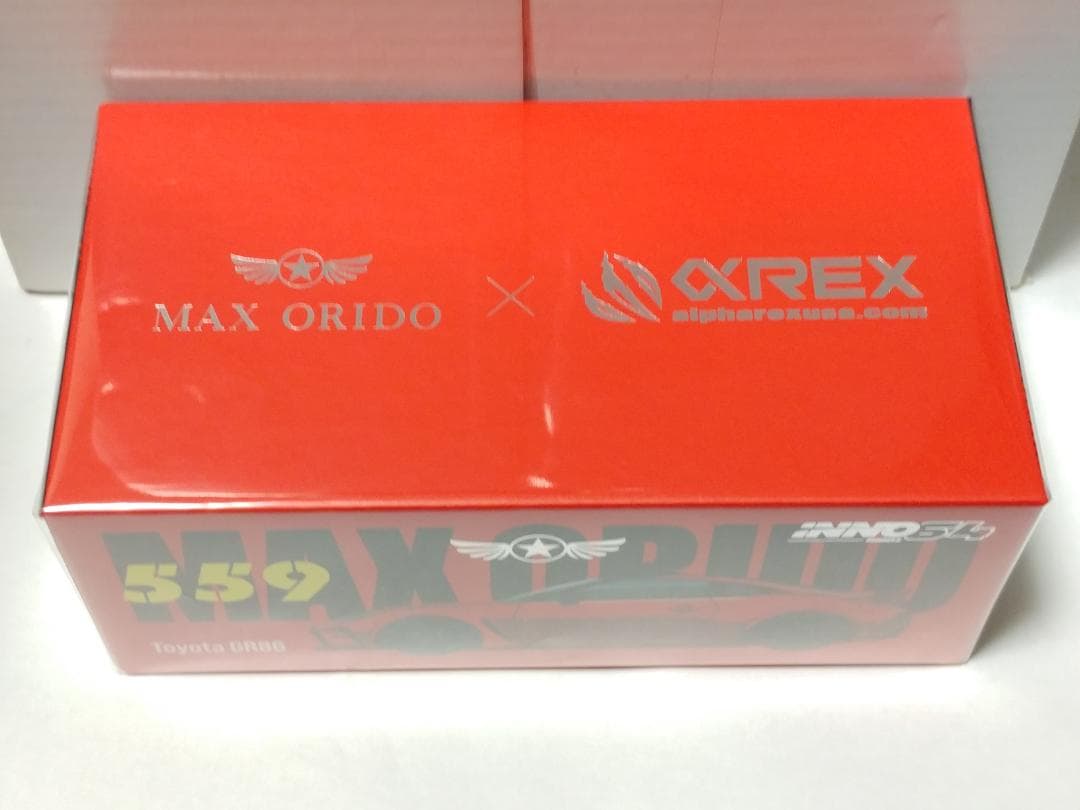 MAX ORIDO × αREX
alpharexusa.com
MAX ORIDO
INNO64
559
Toyota GR86